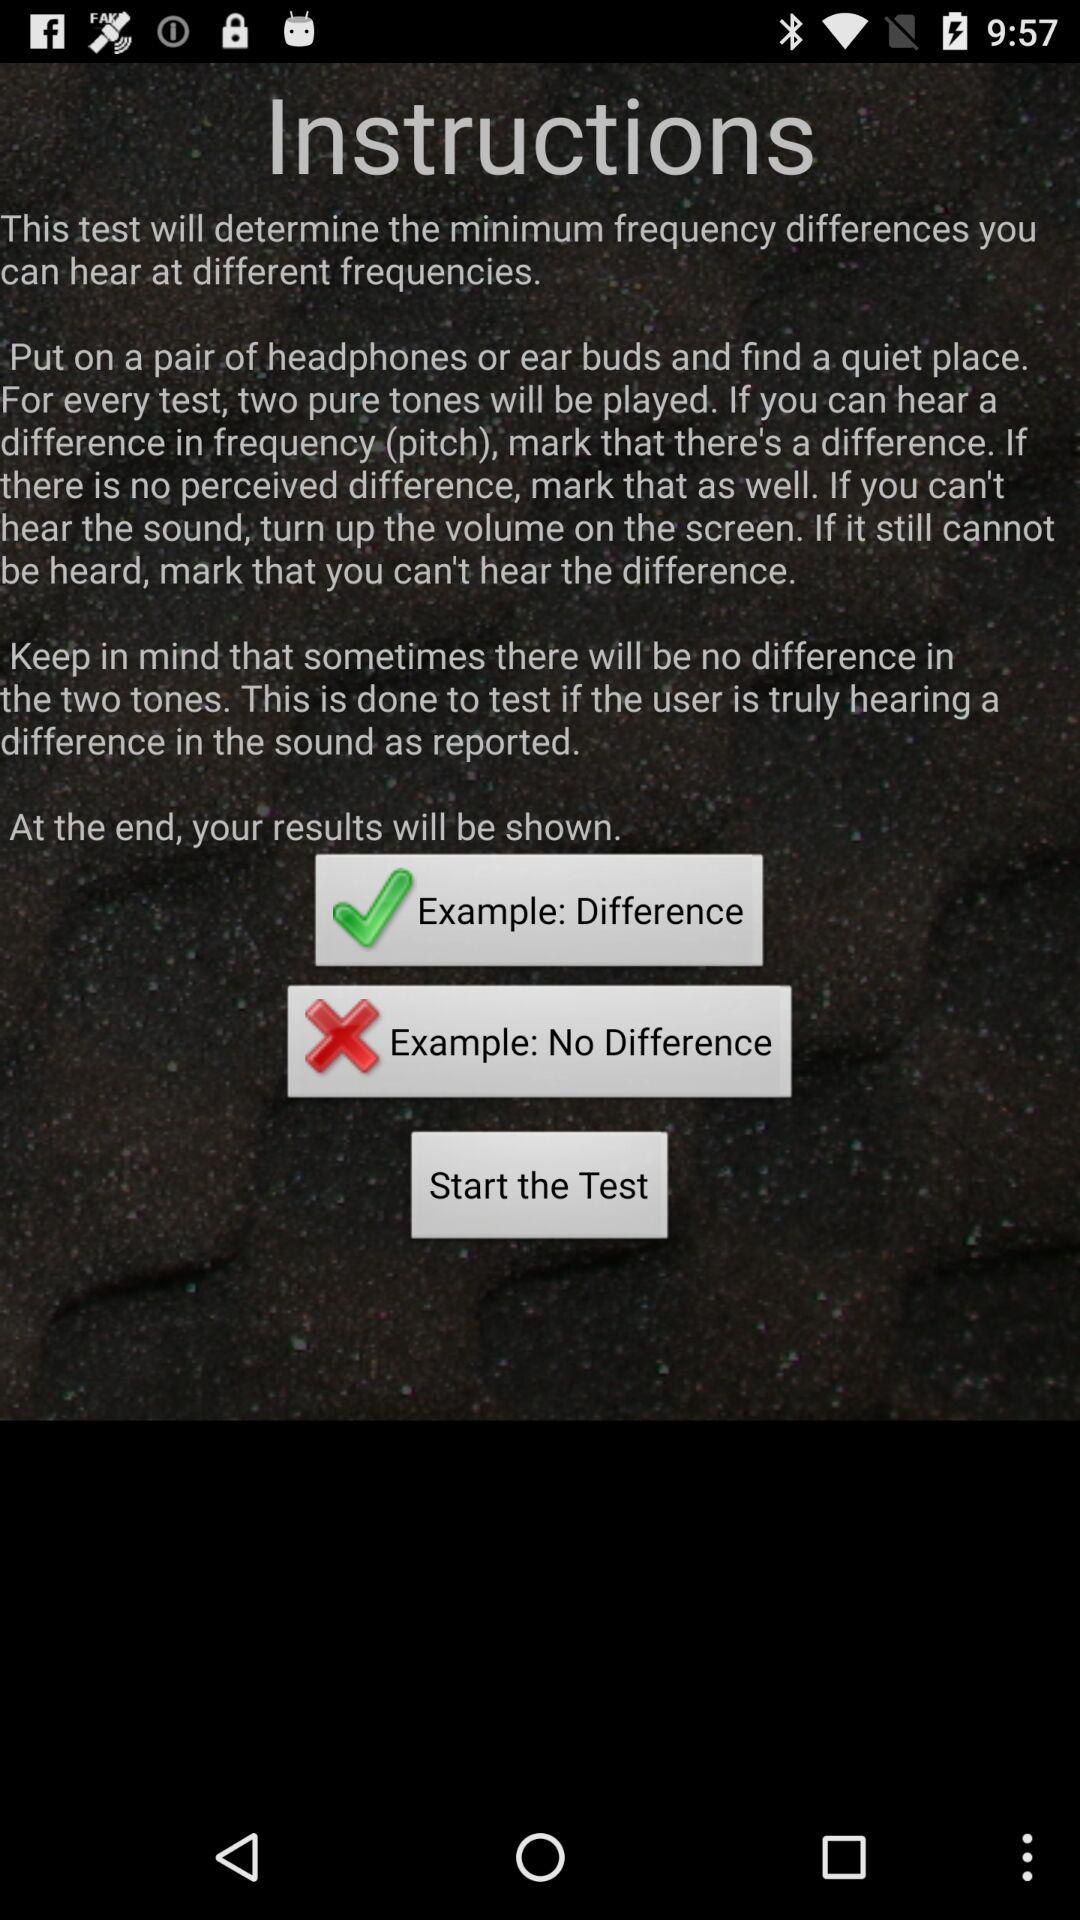 FAKE
9:57
Instructions
This test will determine the minimum frequency differences you
can hear at different frequencies.
Put on a pair of headphones or ear buds and find a quiet place.
For every test, two pure tones will be played. If you can hear a
difference in frequency (pitch), mark that there's a difference. If
there is no perceived difference, mark that as well. If you can't
hear the sound, turn up the volume on the screen. If it still cannot
be heard, mark that you can't hear the difference.
Keep in mind that sometimes there will be no difference in
the two tones. This is done to test if the user is truly hearing a
difference in the sound as reported.
At the end, your results will be shown.
Example: Difference
Example: No Difference
Start the Test